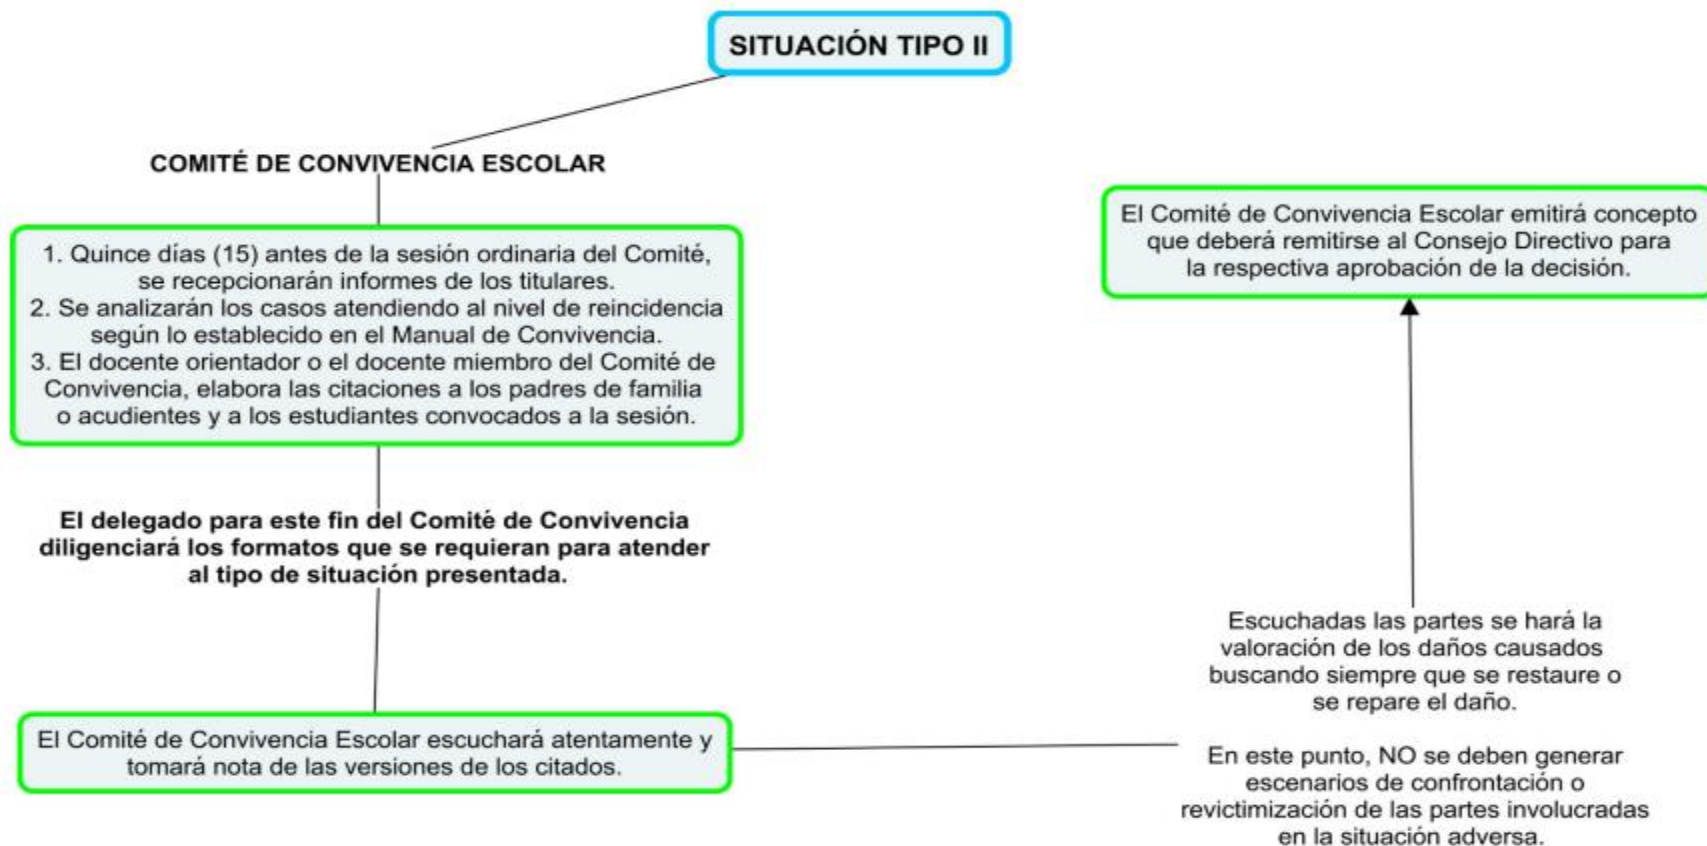 SITUACIÓN TIPO II
COMITÉ DE CONVIVENCIA ESCOLAR
1. Quince días (15) antes de la sesión ordinaria del Comité,
se recepcionarán informes de los titulares.
2. Se analizarán los casos atendiendo al nivel de reincidencia
según lo establecido en el Manual de Convivencia.
3. El docente orientador o el docente miembro del Comité de
Convivencia, elabora las citaciones a los padres de familia
o acudientes y a los estudiantes convocados a la sesión.
El delegado para este fin del Comité de Convivencia
diligenciará los formatos que se requieran para atender
al tipo de situación presentada.
El Comité de Convivencia Escolar escuchará atentamente y
tomará nota de las versiones de los citados.
Escuchadas las partes se hará la
valoración de los daños causados
buscando siempre que se restaure o
se repare el daño.
En este punto, NO se deben generar
escenarios de confrontación o
revictimización de las partes involucradas
en la situación adversa.
El Comité de Convivencia Escolar emitirá concepto
que deberá remitirse al Consejo Directivo para
la respectiva aprobación de la decisión.